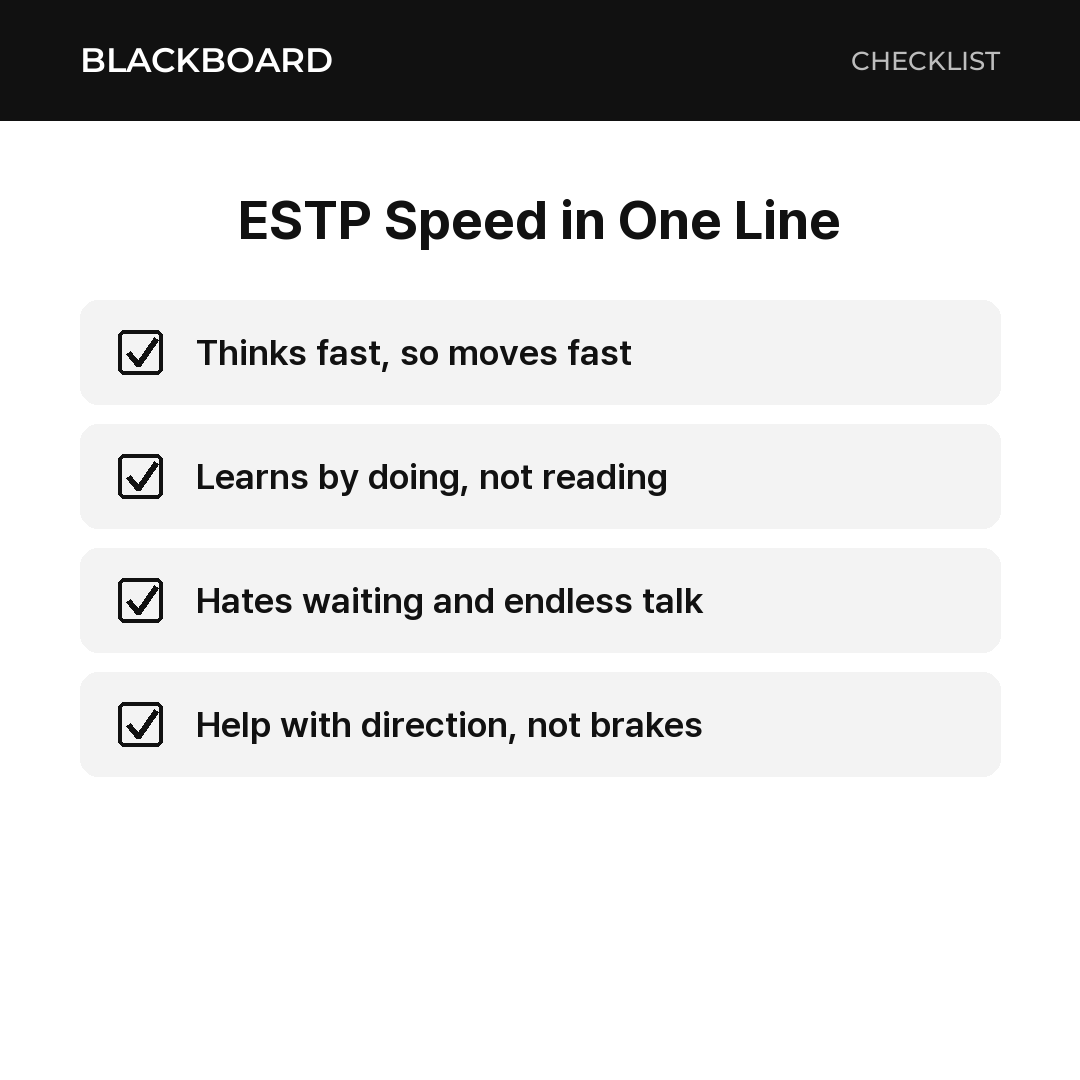 BLACKBOARD
CHECKLIST
ESTP Speed in One Line
Thinks fast, so moves fast
Learns by doing, not reading
Hates waiting and endless talk
Help with direction, not brakes